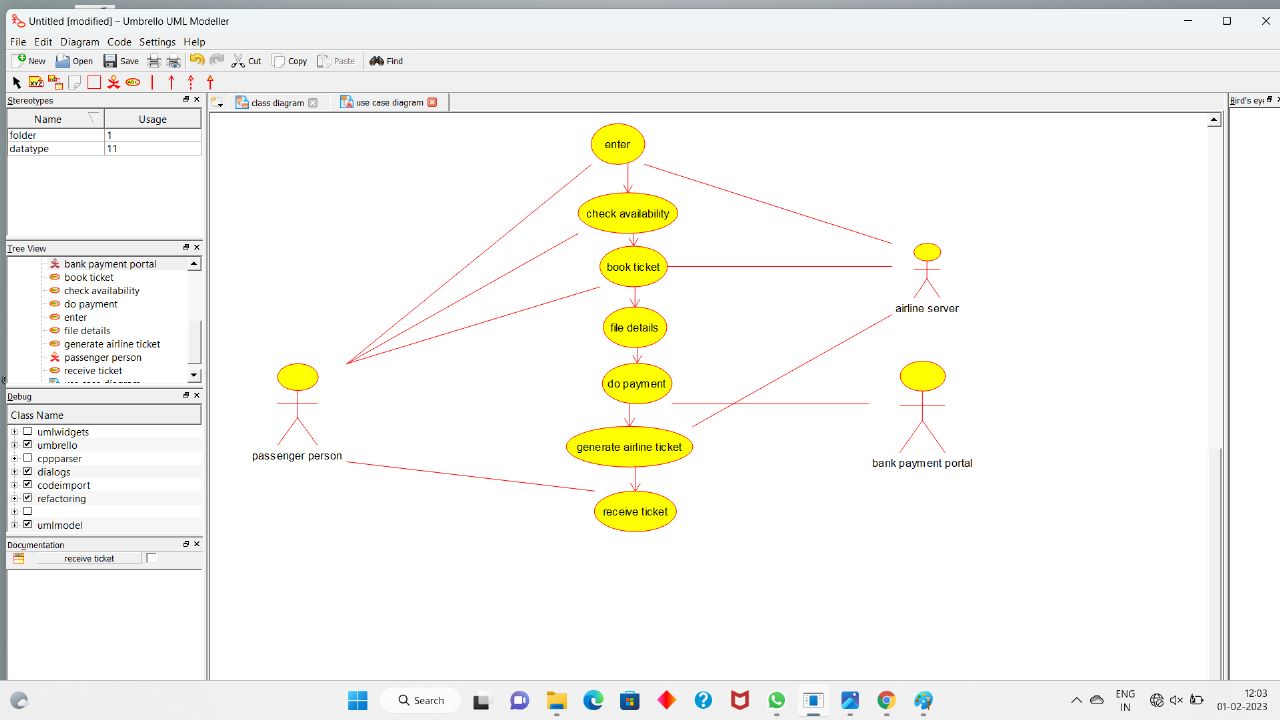 Untitled [modified] – Umbrello UML Modeller
File Edit Diagram Code Settings Help
New Open Save Cut Copy Paste Find
Stereotypes
Name Usage
folder 1
datatype 11
Tree View
bank payment portal
book ticket
check availability
do payment
enter
file details
generate airline ticket
passenger person
receive ticket
use case diagram
Debug
Class Name
umlwidgets
umbrello
cppparser
dialogs
codeimport
refactoring
umlmodel
Documentation
receive ticket
class diagram use case diagram
Bird's ey
enter
check availability
book ticket
file details
do payment
generate airline ticket
receive ticket
passenger person
airline server
bank payment portal
Search
ENG
IN
12:03
01-02-2023